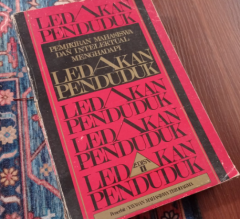 LEDAKAN
PENDUDUK
PEMIKIRAN MAHASISWA
DAN INTELEKTUAL
MENGHADAPI
LEDAKAN
PENDUDUK
LEDAKAN
PENDUDUK
LEDAKAN
PENDUDUK
LEDAKAN
PENDUDUK